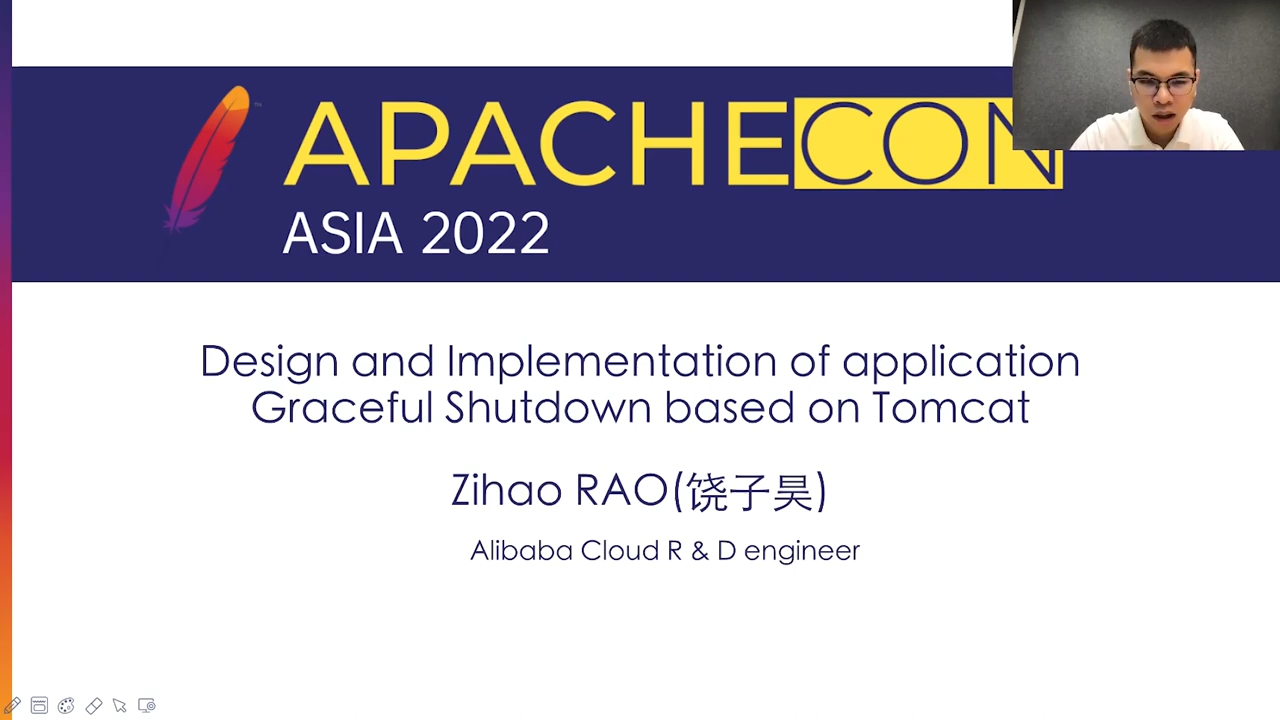 APACHECON
ASIA 2022
Design and Implementation of application
Graceful Shutdown based on Tomcat
Zihao RAO(饶子昊)
Alibaba Cloud R & D engineer